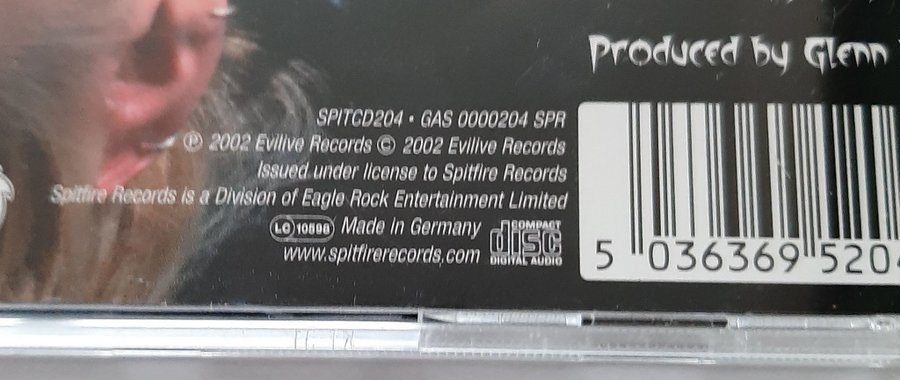 Produced by Glenn
SPITCD204 • GAS 0000204 SPR
℗ 2002 Evilive Records © 2002 Evilive Records
Issued under license to Spitfire Records
Spitfire Records is a Division of Eagle Rock Entertainment Limited
LC 10598 Made in Germany COMPACT disc DIGITAL AUDIO
www.spitfirerecords.com
5 036369 520